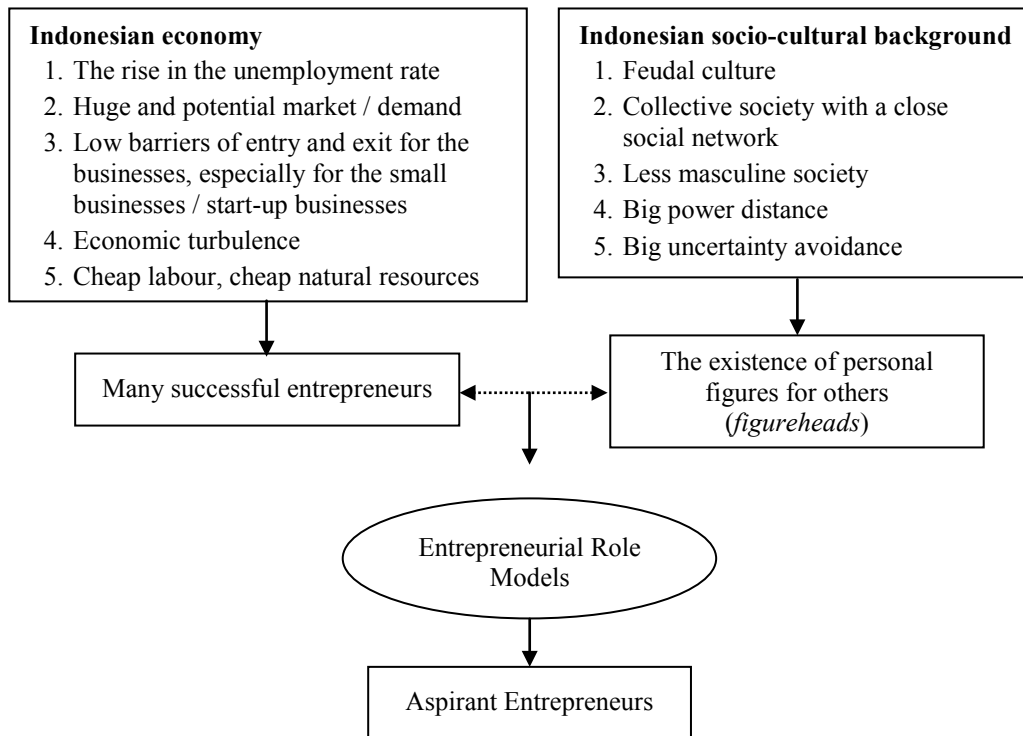 Indonesian economy
1. The rise in the unemployment rate
2. Huge and potential market / demand
3. Low barriers of entry and exit for the
businesses, especially for the small
businesses / start-up businesses
4. Economic turbulence
5. Cheap labour, cheap natural resources
Indonesian socio-cultural background
1. Feudal culture
2. Collective society with a close
social network
3. Less masculine society
4. Big power distance
5. Big uncertainty avoidance
Many successful entrepreneurs
The existence of personal
figures for others
(figureheads)
Entrepreneurial Role
Models
Aspirant Entrepreneurs